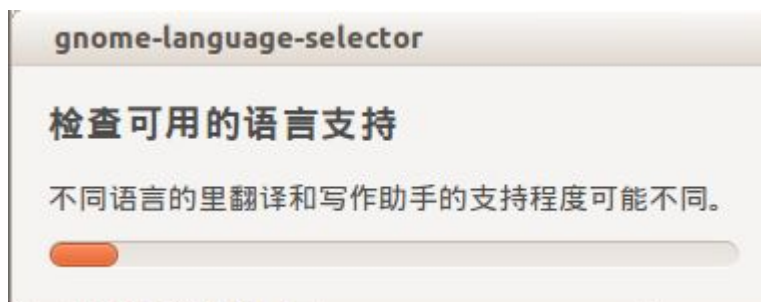 gnome-language-selector
检查可用的语言支持
不同语言的里翻译和写作助手的支持程度可能不同。